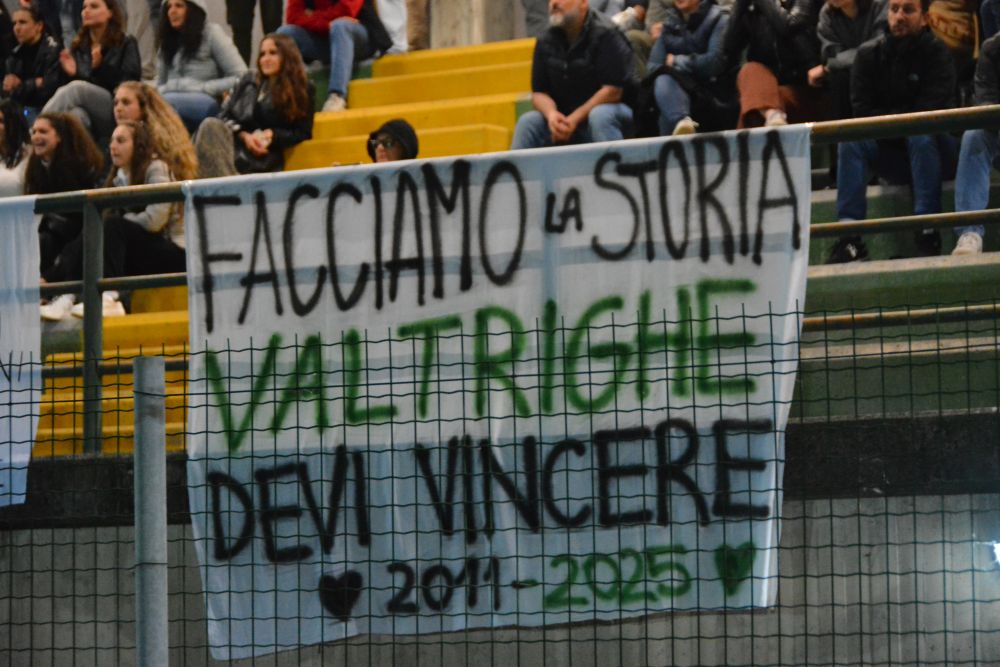 FACCIAMO LA STORIA
VALTRIGHE
DEVI VINCERE
2011-2025